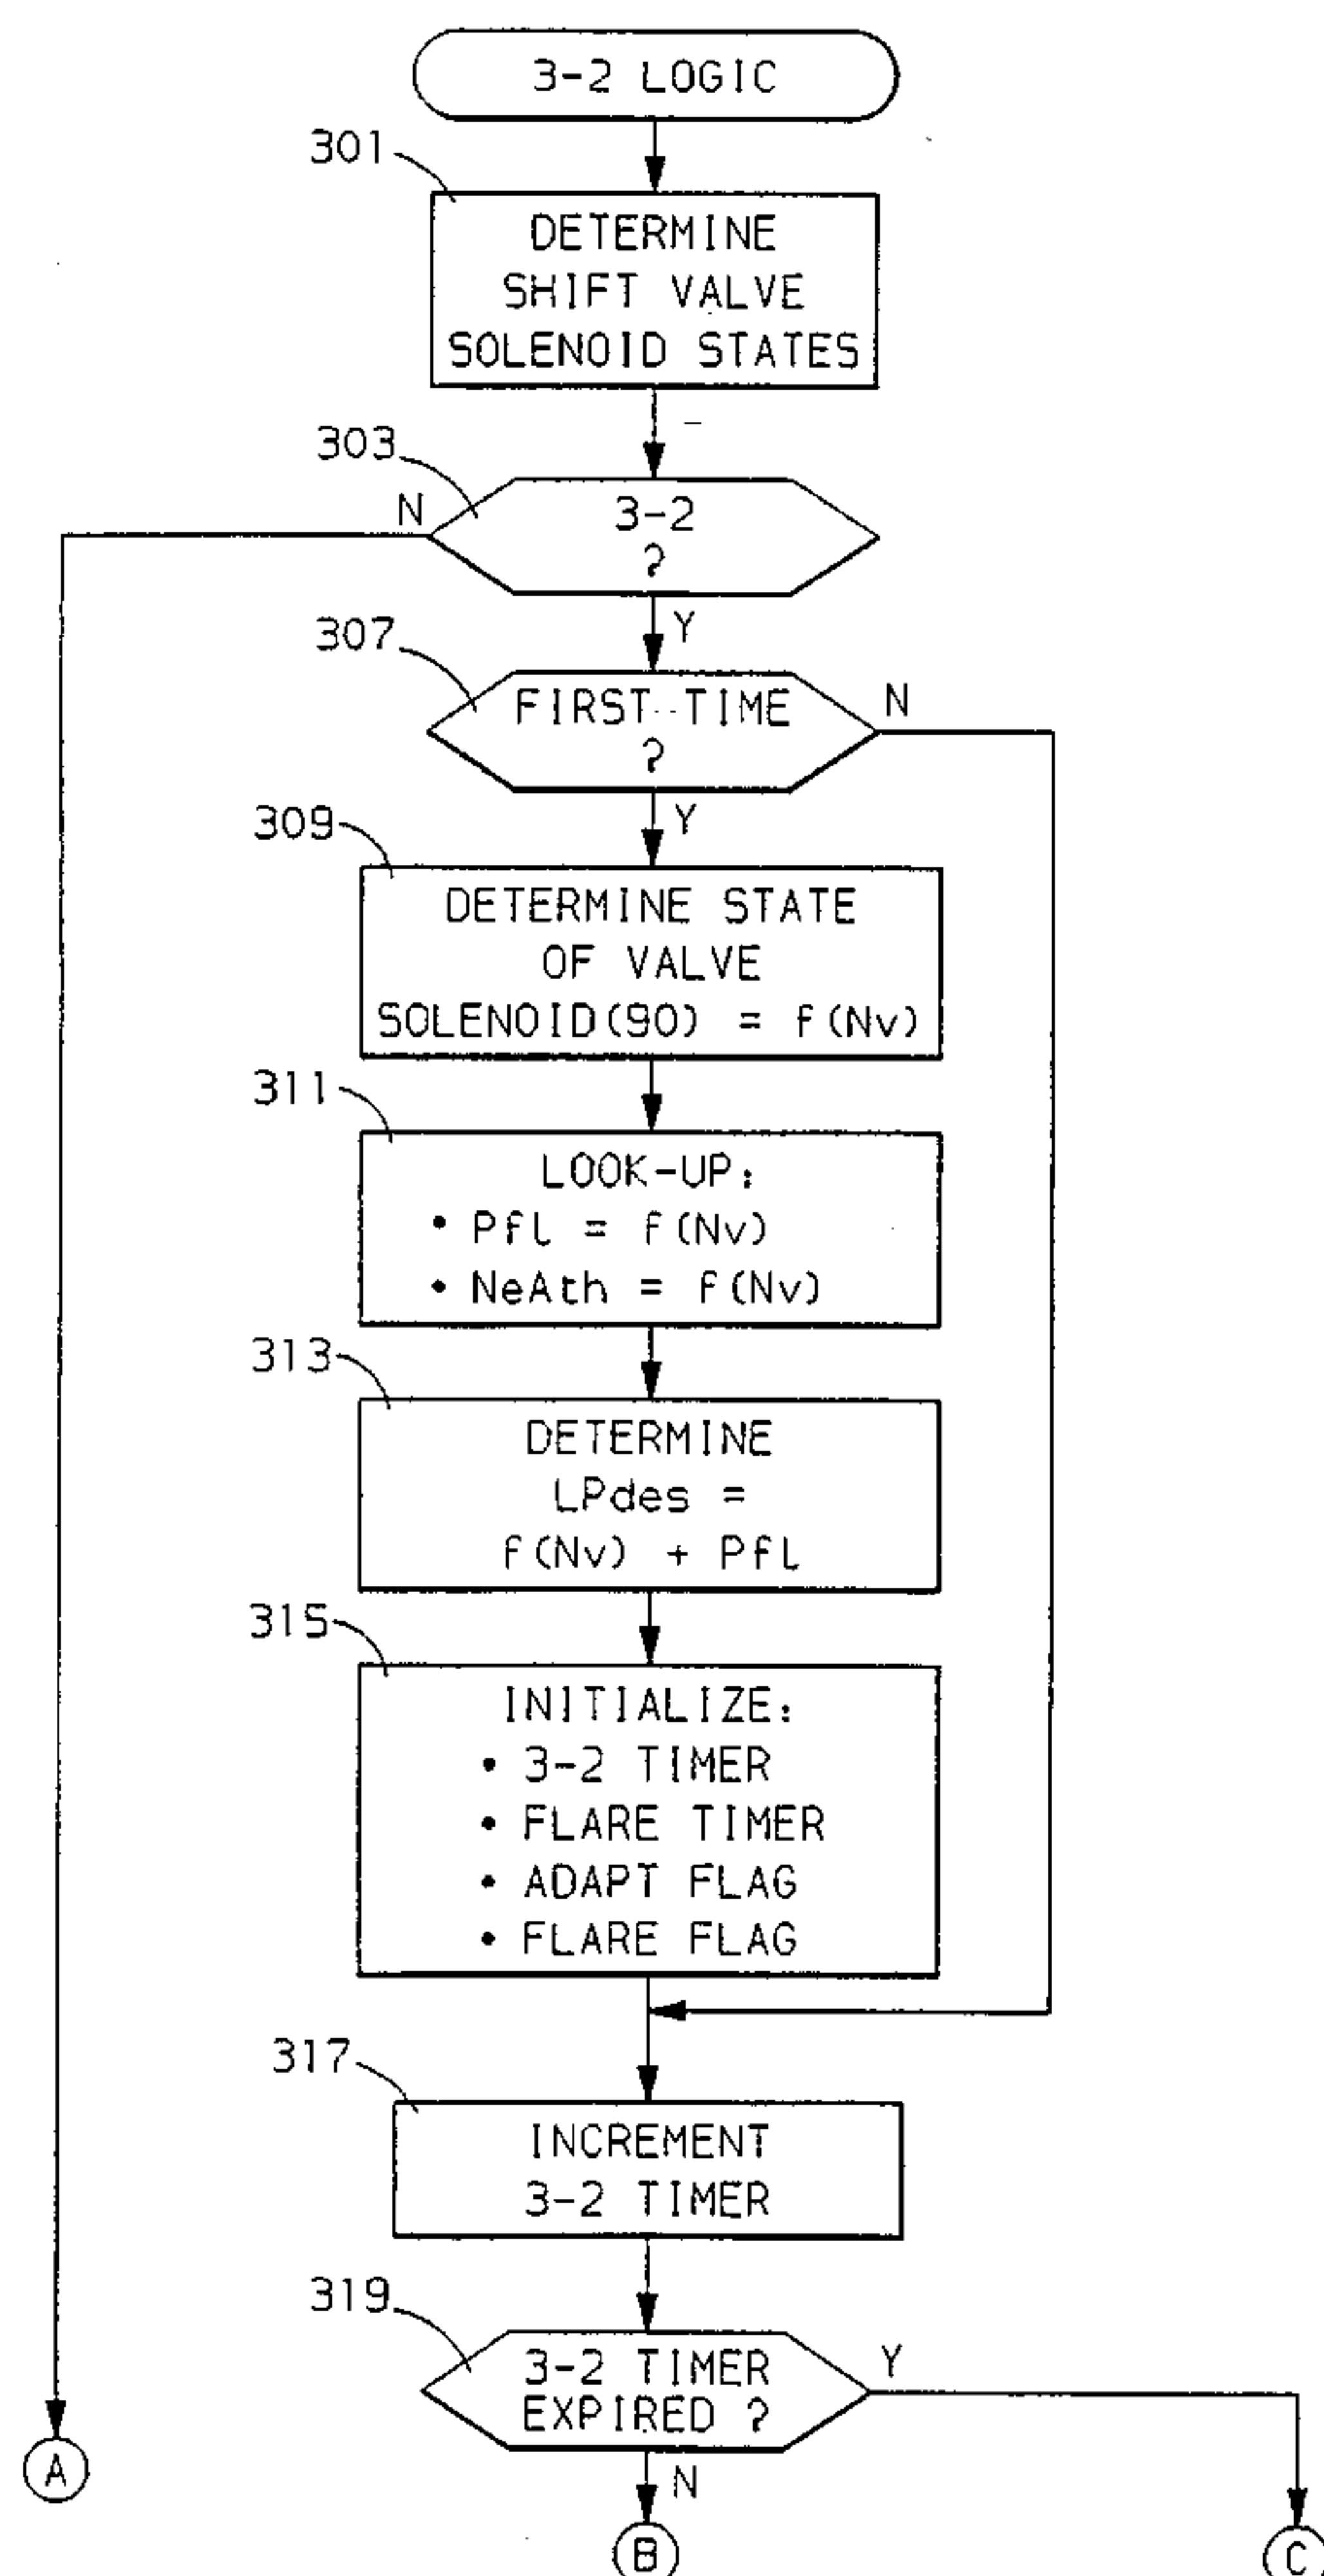 3-2 LOGIC
301
DETERMINE
SHIFT VALVE
SOLENOID STATES
303
N
3-2
?
Y
307
FIRST TIME
?
N
Y
309
DETERMINE STATE
OF VALVE
SOLENOID(90) = f(Nv)
311
LOOK-UP:
• Pfl = f(Nv)
• NeAth = f(Nv)
313
DETERMINE
LPdes =
f(Nv) + Pfl
315
INITIALIZE:
• 3-2 TIMER
• FLARE TIMER
• ADAPT FLAG
• FLARE FLAG
317
INCREMENT
3-2 TIMER
319
3-2 TIMER
EXPIRED ?
Y
N
A
B
C